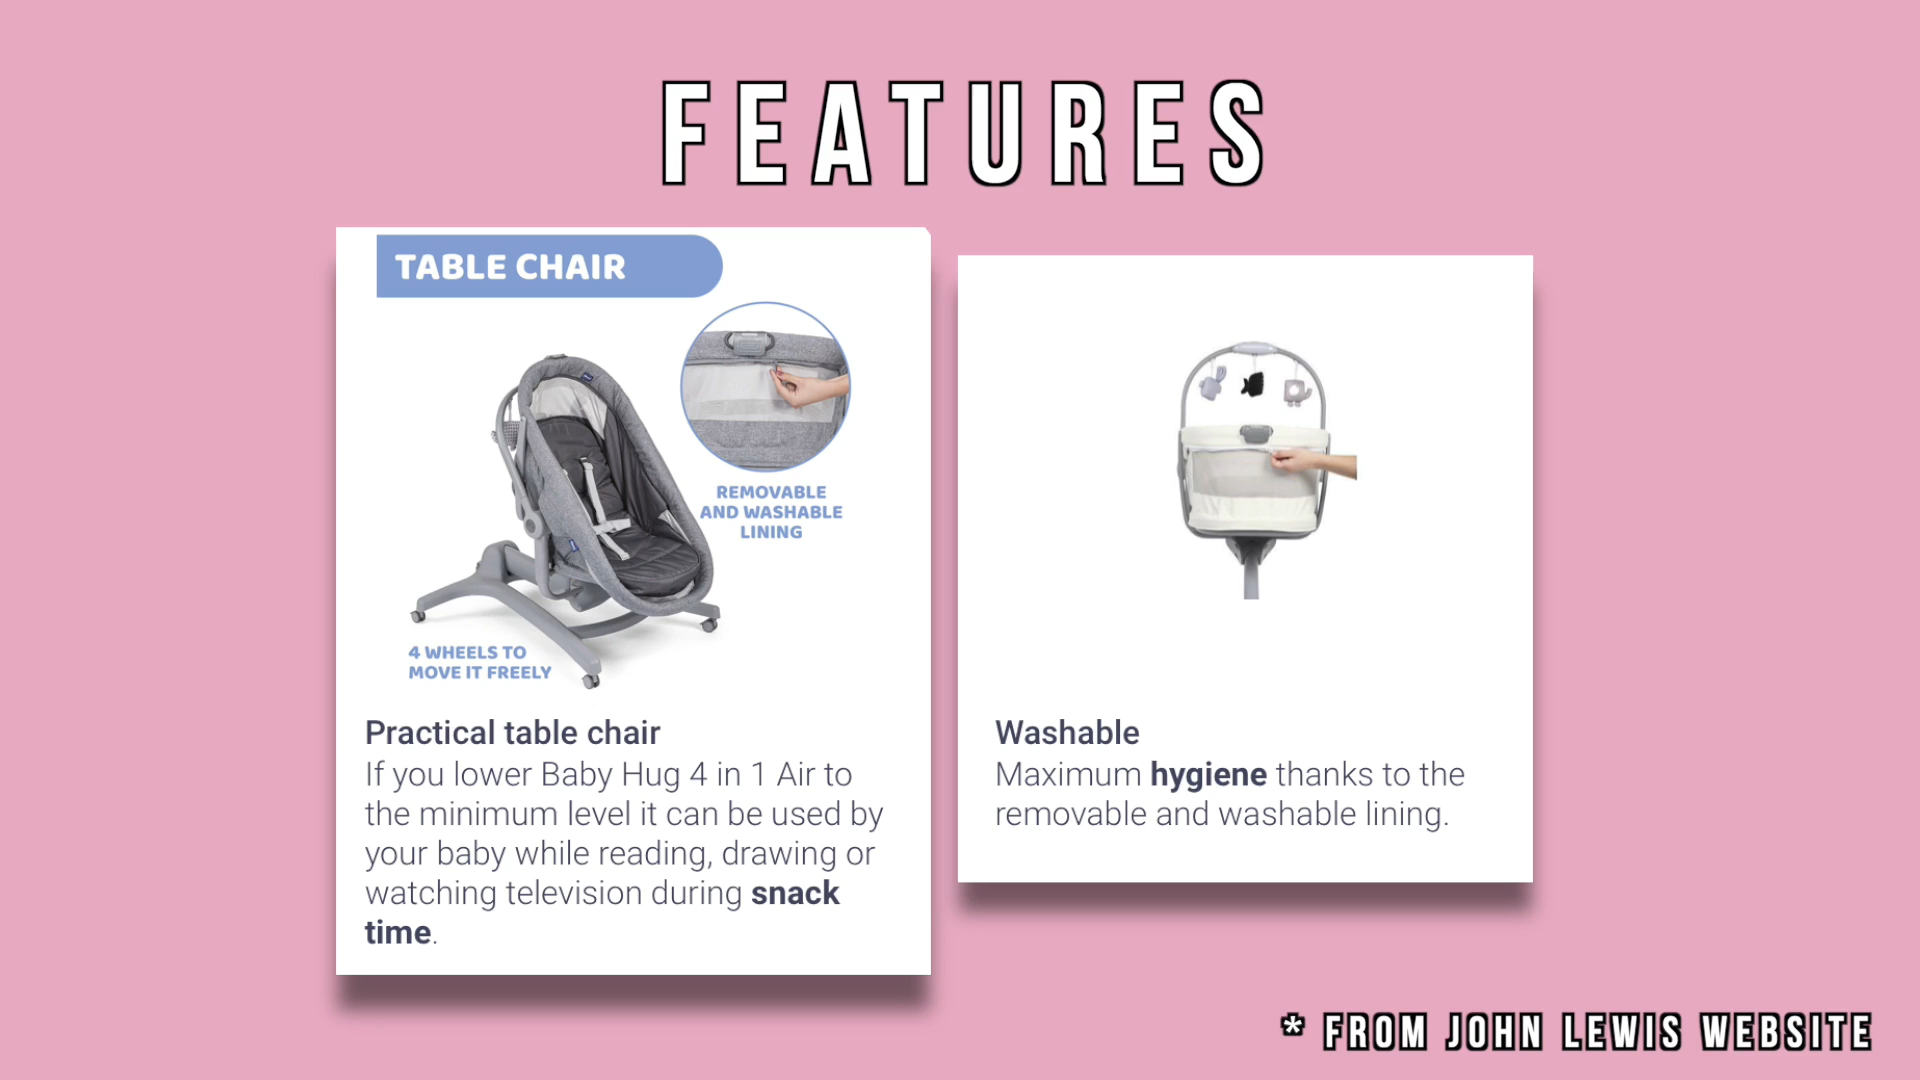 FEATURES
TABLE CHAIR
REMOVABLE
AND WASHABLE
LINING
4 WHEELS TO
MOVE IT FREELY
Practical table chair
If you lower Baby Hug 4 in 1 Air to
the minimum level it can be used by
your baby while reading, drawing or
watching television during snack
time.
Washable
Maximum hygiene thanks to the
removable and washable lining.
* FROM JOHN LEWIS WEBSITE